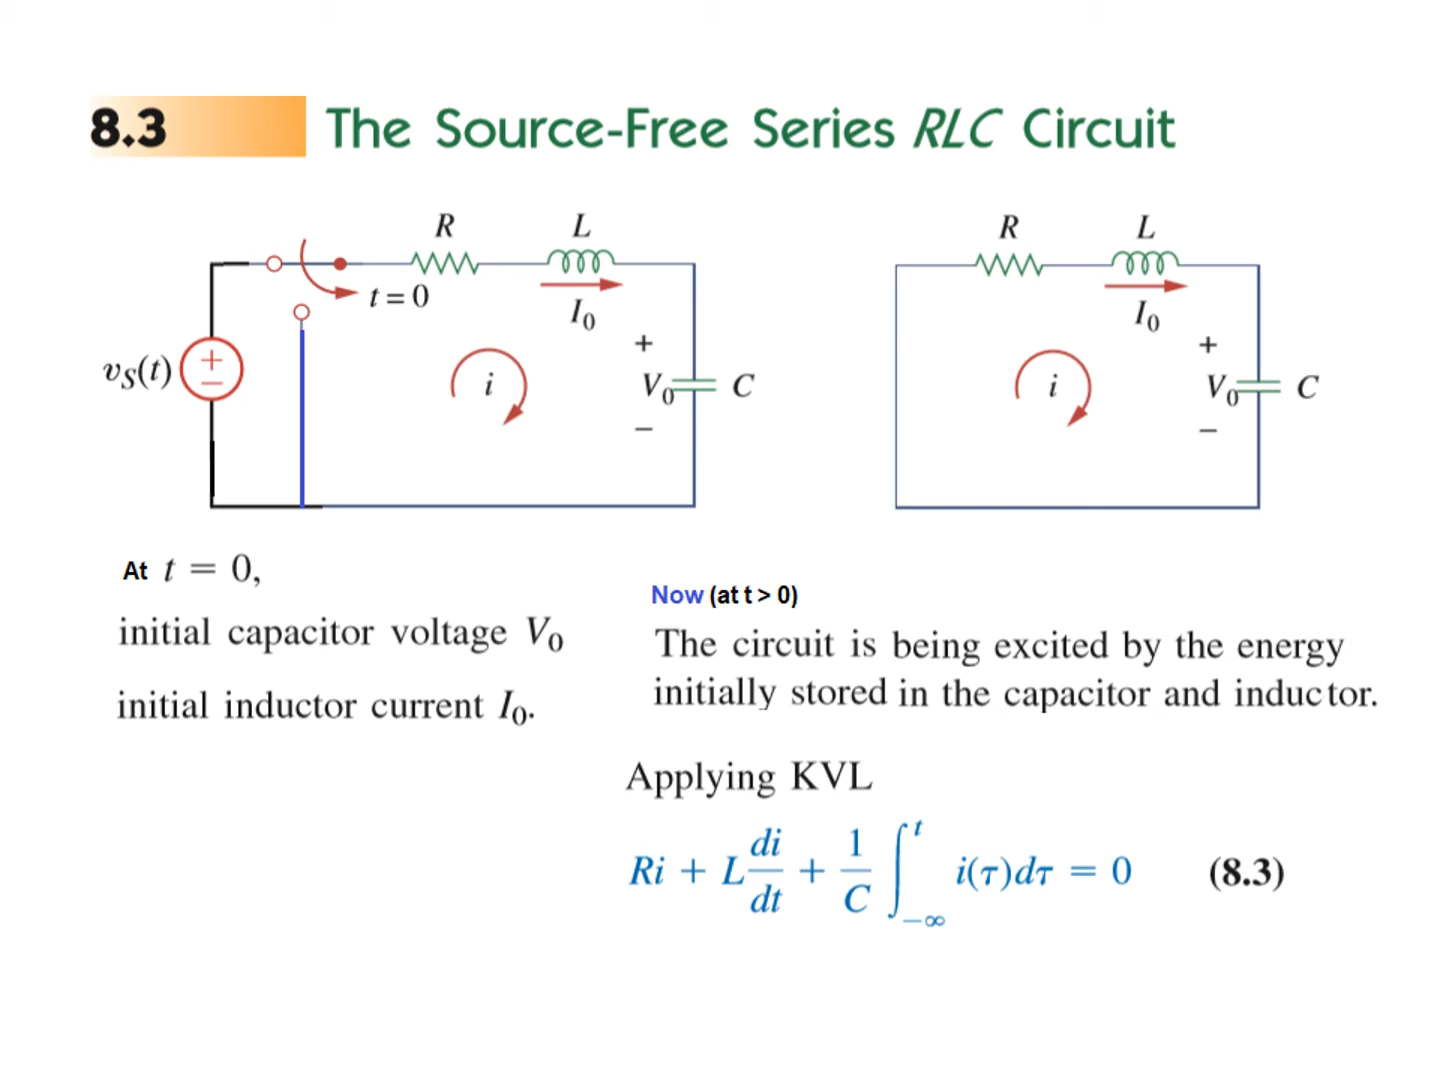 8.3 The Source-Free Series RLC Circuit
R L
t = 0
I₀
vS(t)
+
−
i
+
V₀
−
C
R L
I₀
i
+
V₀
−
C
At t = 0,
initial capacitor voltage V₀
initial inductor current I₀.
Now (at t > 0)
The circuit is being excited by the energy
initially stored in the capacitor and inductor.
Applying KVL
Ri + L di/dt + 1/C ∫_{−∞}^{t} i(τ)dτ = 0 (8.3)